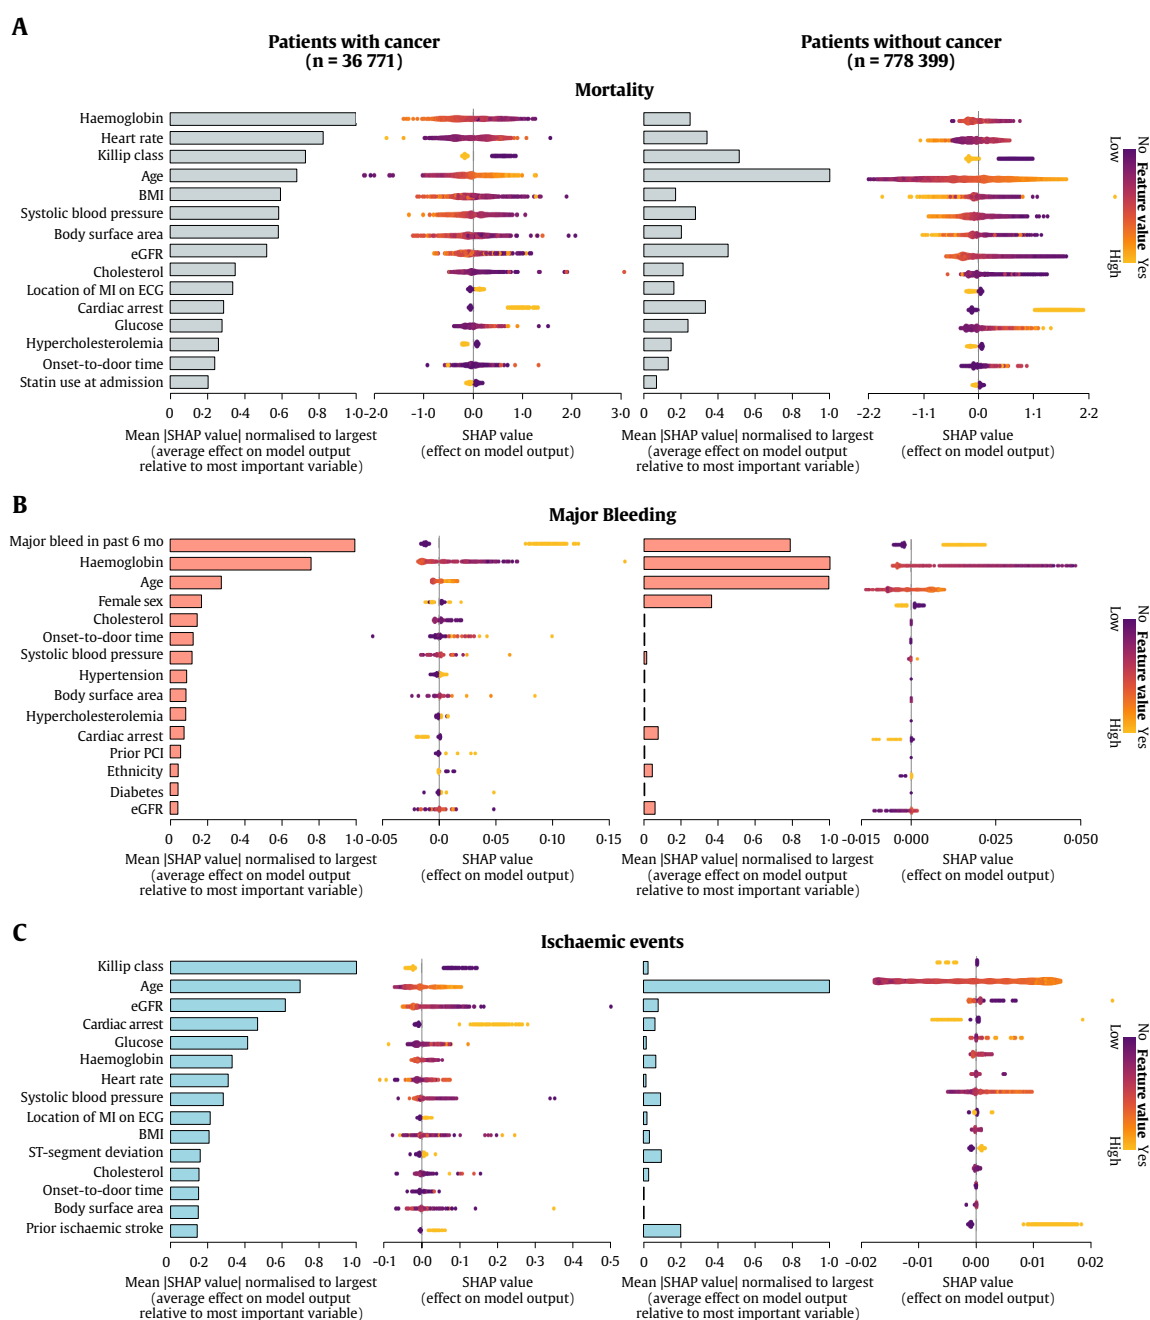 A
Patients with cancer
(n = 36 771)
Patients without cancer
(n = 778 399)
Mortality
Haemoglobin
Heart rate
Killip class
Age
BMI
Systolic blood pressure
Body surface area
eGFR
Cholesterol
Location of MI on ECG
Cardiac arrest
Glucose
Hypercholesterolemia
Onset-to-door time
Statin use at admission
0 0·2 0·4 0·6 0·8 1·0
Mean |SHAP value| normalised to largest
(average effect on model output
relative to most important variable)
-2·0 -1·0 0·0 1·0 2·0 3·0
SHAP value
(effect on model output)
0 0·2 0·4 0·6 0·8 1·0
Mean |SHAP value| normalised to largest
(average effect on model output
relative to most important variable)
-2·2 -1·1 0·0 1·1 2·2
SHAP value
(effect on model output)
No Feature value Yes
Low High
B
Major Bleeding
Major bleed in past 6 mo
Haemoglobin
Age
Female sex
Cholesterol
Onset-to-door time
Systolic blood pressure
Hypertension
Body surface area
Hypercholesterolemia
Cardiac arrest
Prior PCI
Ethnicity
Diabetes
eGFR
0 0·2 0·4 0·6 0·8 1·0
Mean |SHAP value| normalised to largest
(average effect on model output
relative to most important variable)
-0·05 0·0 0·05 0·10 0·15
SHAP value
(effect on model output)
0 0·2 0·4 0·6 0·8 1·0
Mean |SHAP value| normalised to largest
(average effect on model output
relative to most important variable)
-0·015 0·000 0·025 0·050
SHAP value
(effect on model output)
No Feature value Yes
Low High
C
Ischaemic events
Killip class
Age
eGFR
Cardiac arrest
Glucose
Haemoglobin
Heart rate
Systolic blood pressure
Location of MI on ECG
BMI
ST-segment deviation
Cholesterol
Onset-to-door time
Body surface area
Prior ischaemic stroke
0 0·2 0·4 0·6 0·8 1·0
Mean |SHAP value| normalised to largest
(average effect on model output
relative to most important variable)
-0·1 0·0 0·1 0·2 0·3 0·4 0·5
SHAP value
(effect on model output)
0 0·2 0·4 0·6 0·8 1·0
Mean |SHAP value| normalised to largest
(average effect on model output
relative to most important variable)
-0·02 -0·01 0·00 0·01 0·02
SHAP value
(effect on model output)
No Feature value Yes
Low High